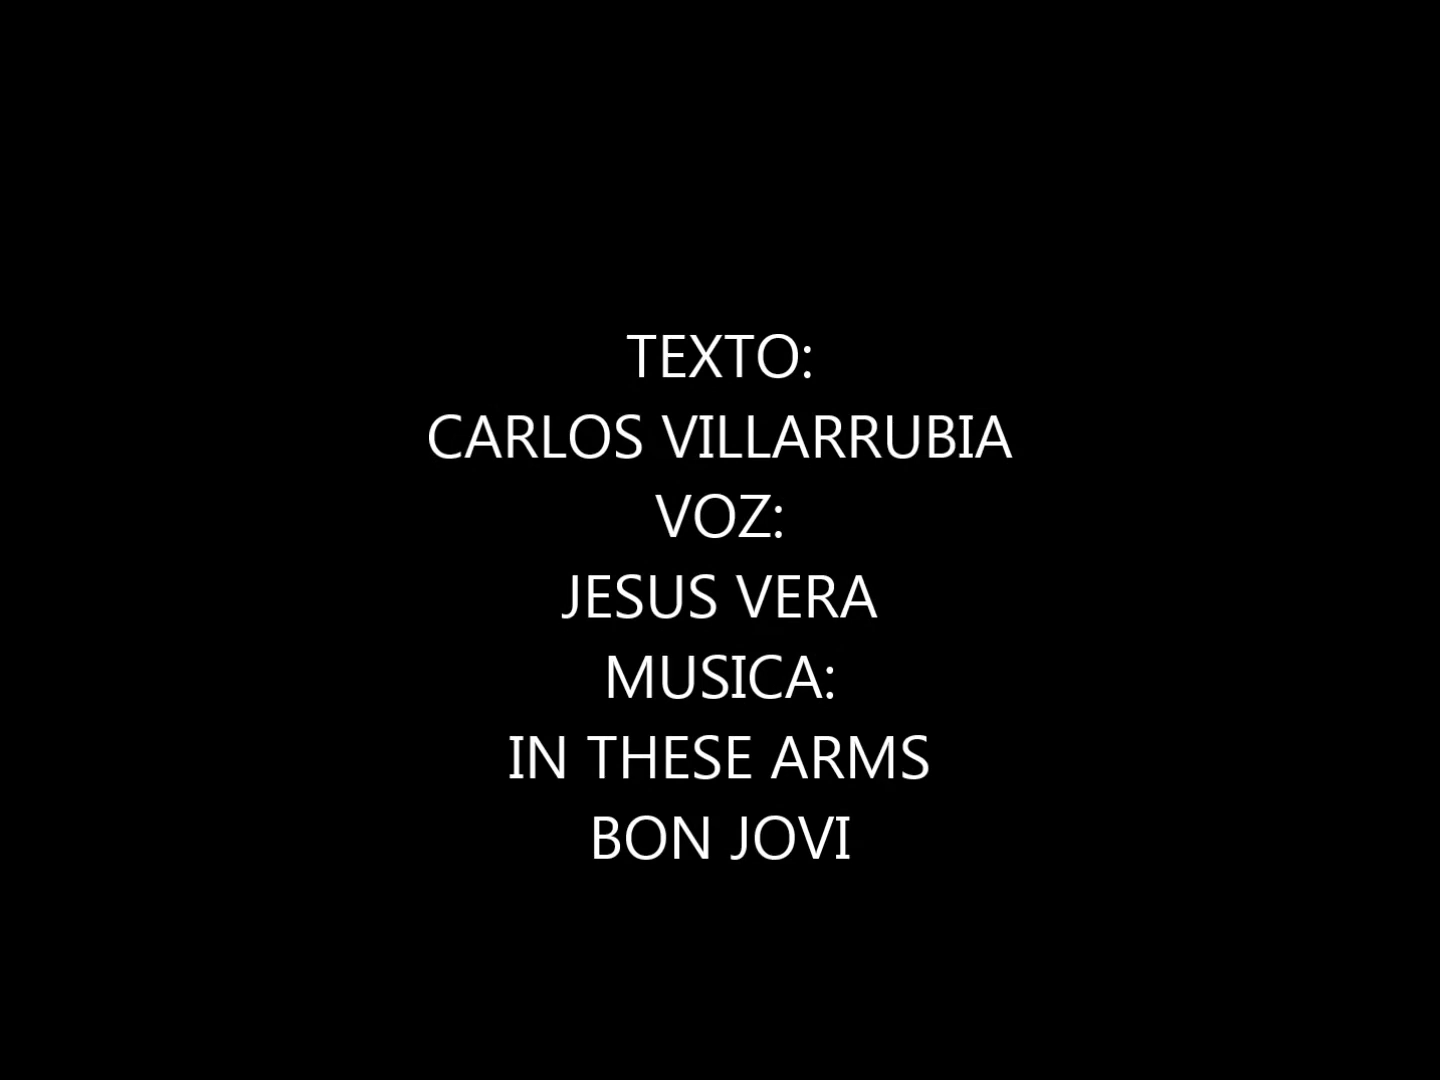 TEXTO:
CARLOS VILLARRUBIA
VOZ:
JESUS VERA
MUSICA:
IN THESE ARMS
BON JOVI